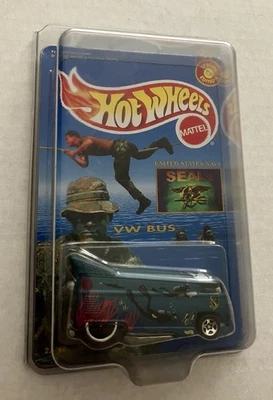 HOT WHEELS
MATTEL
UNITED STATES NAVY
SEAL
VW BUS